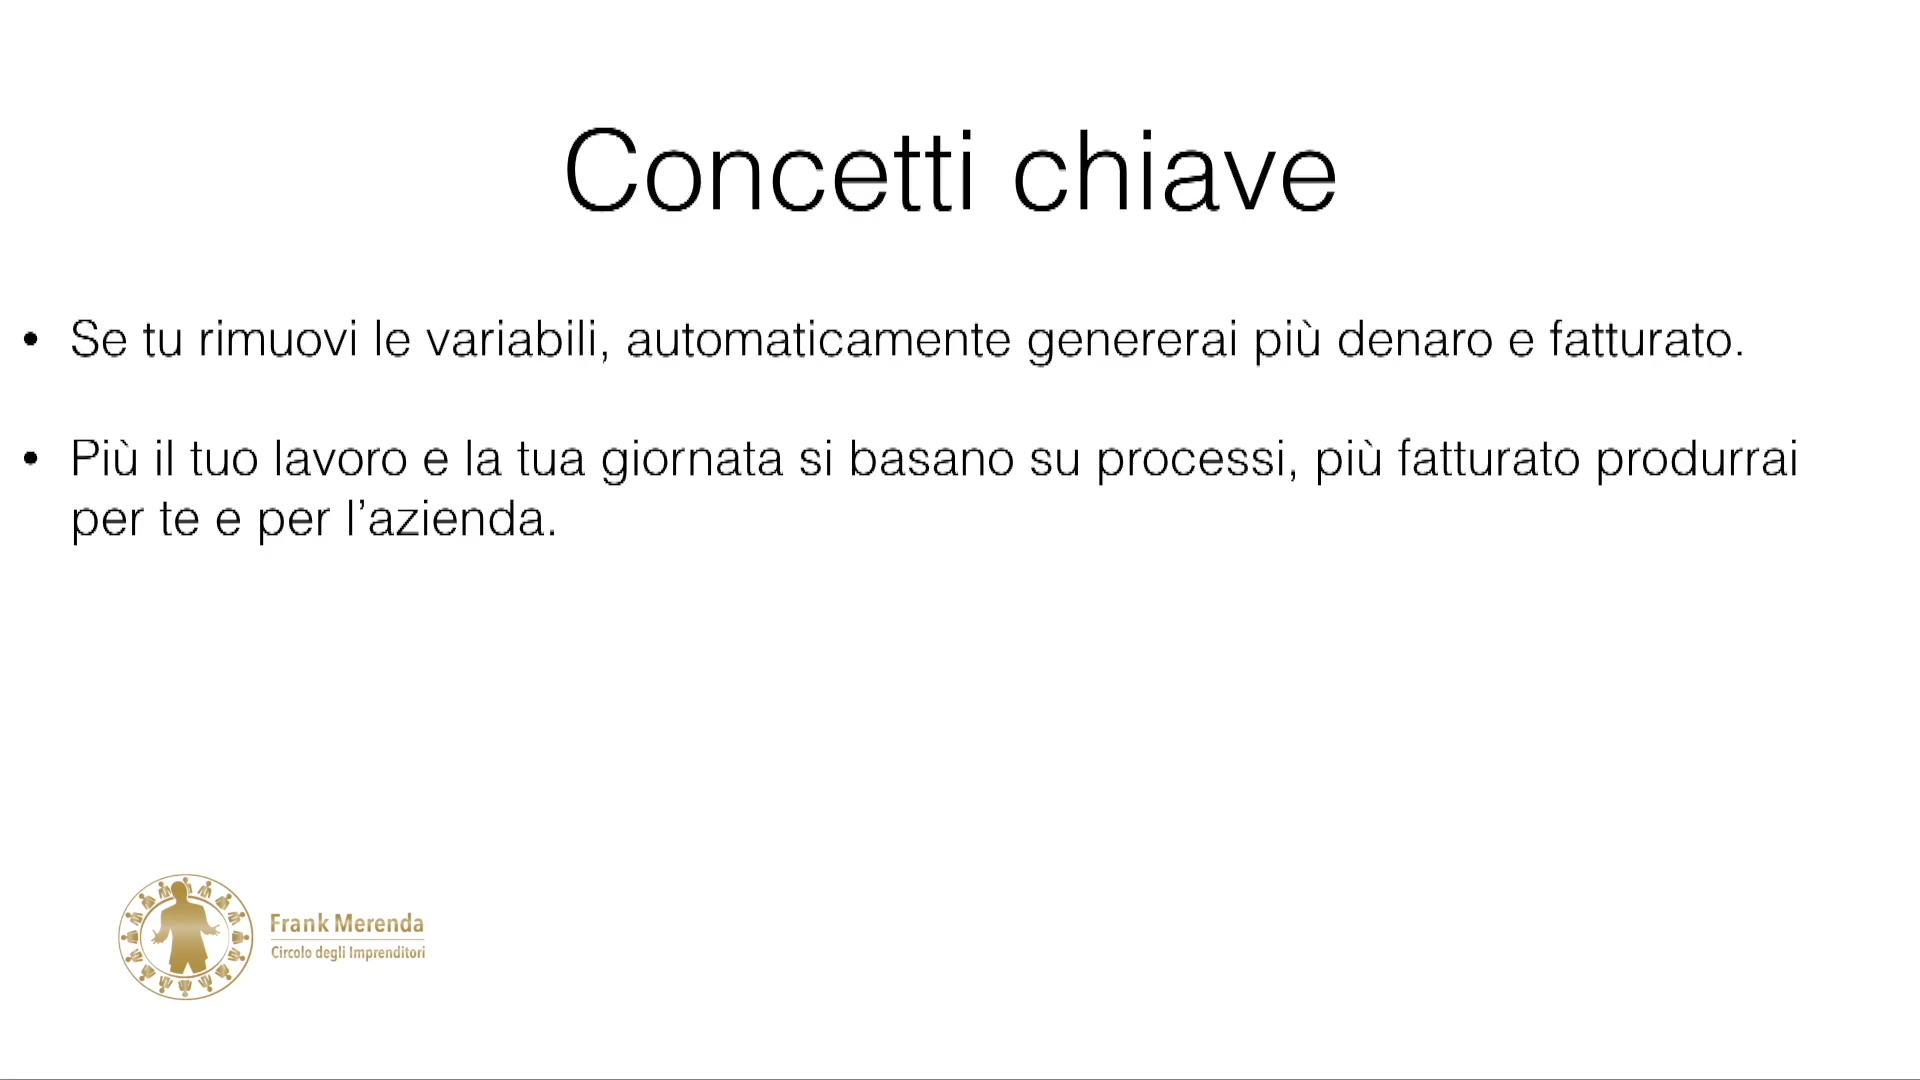 Concetti chiave
• Se tu rimuovi le variabili, automaticamente genererai più denaro e fatturato.
• Più il tuo lavoro e la tua giornata si basano su processi, più fatturato produrrai
per te e per l’azienda.
Frank Merenda
Circolo degli Imprenditori